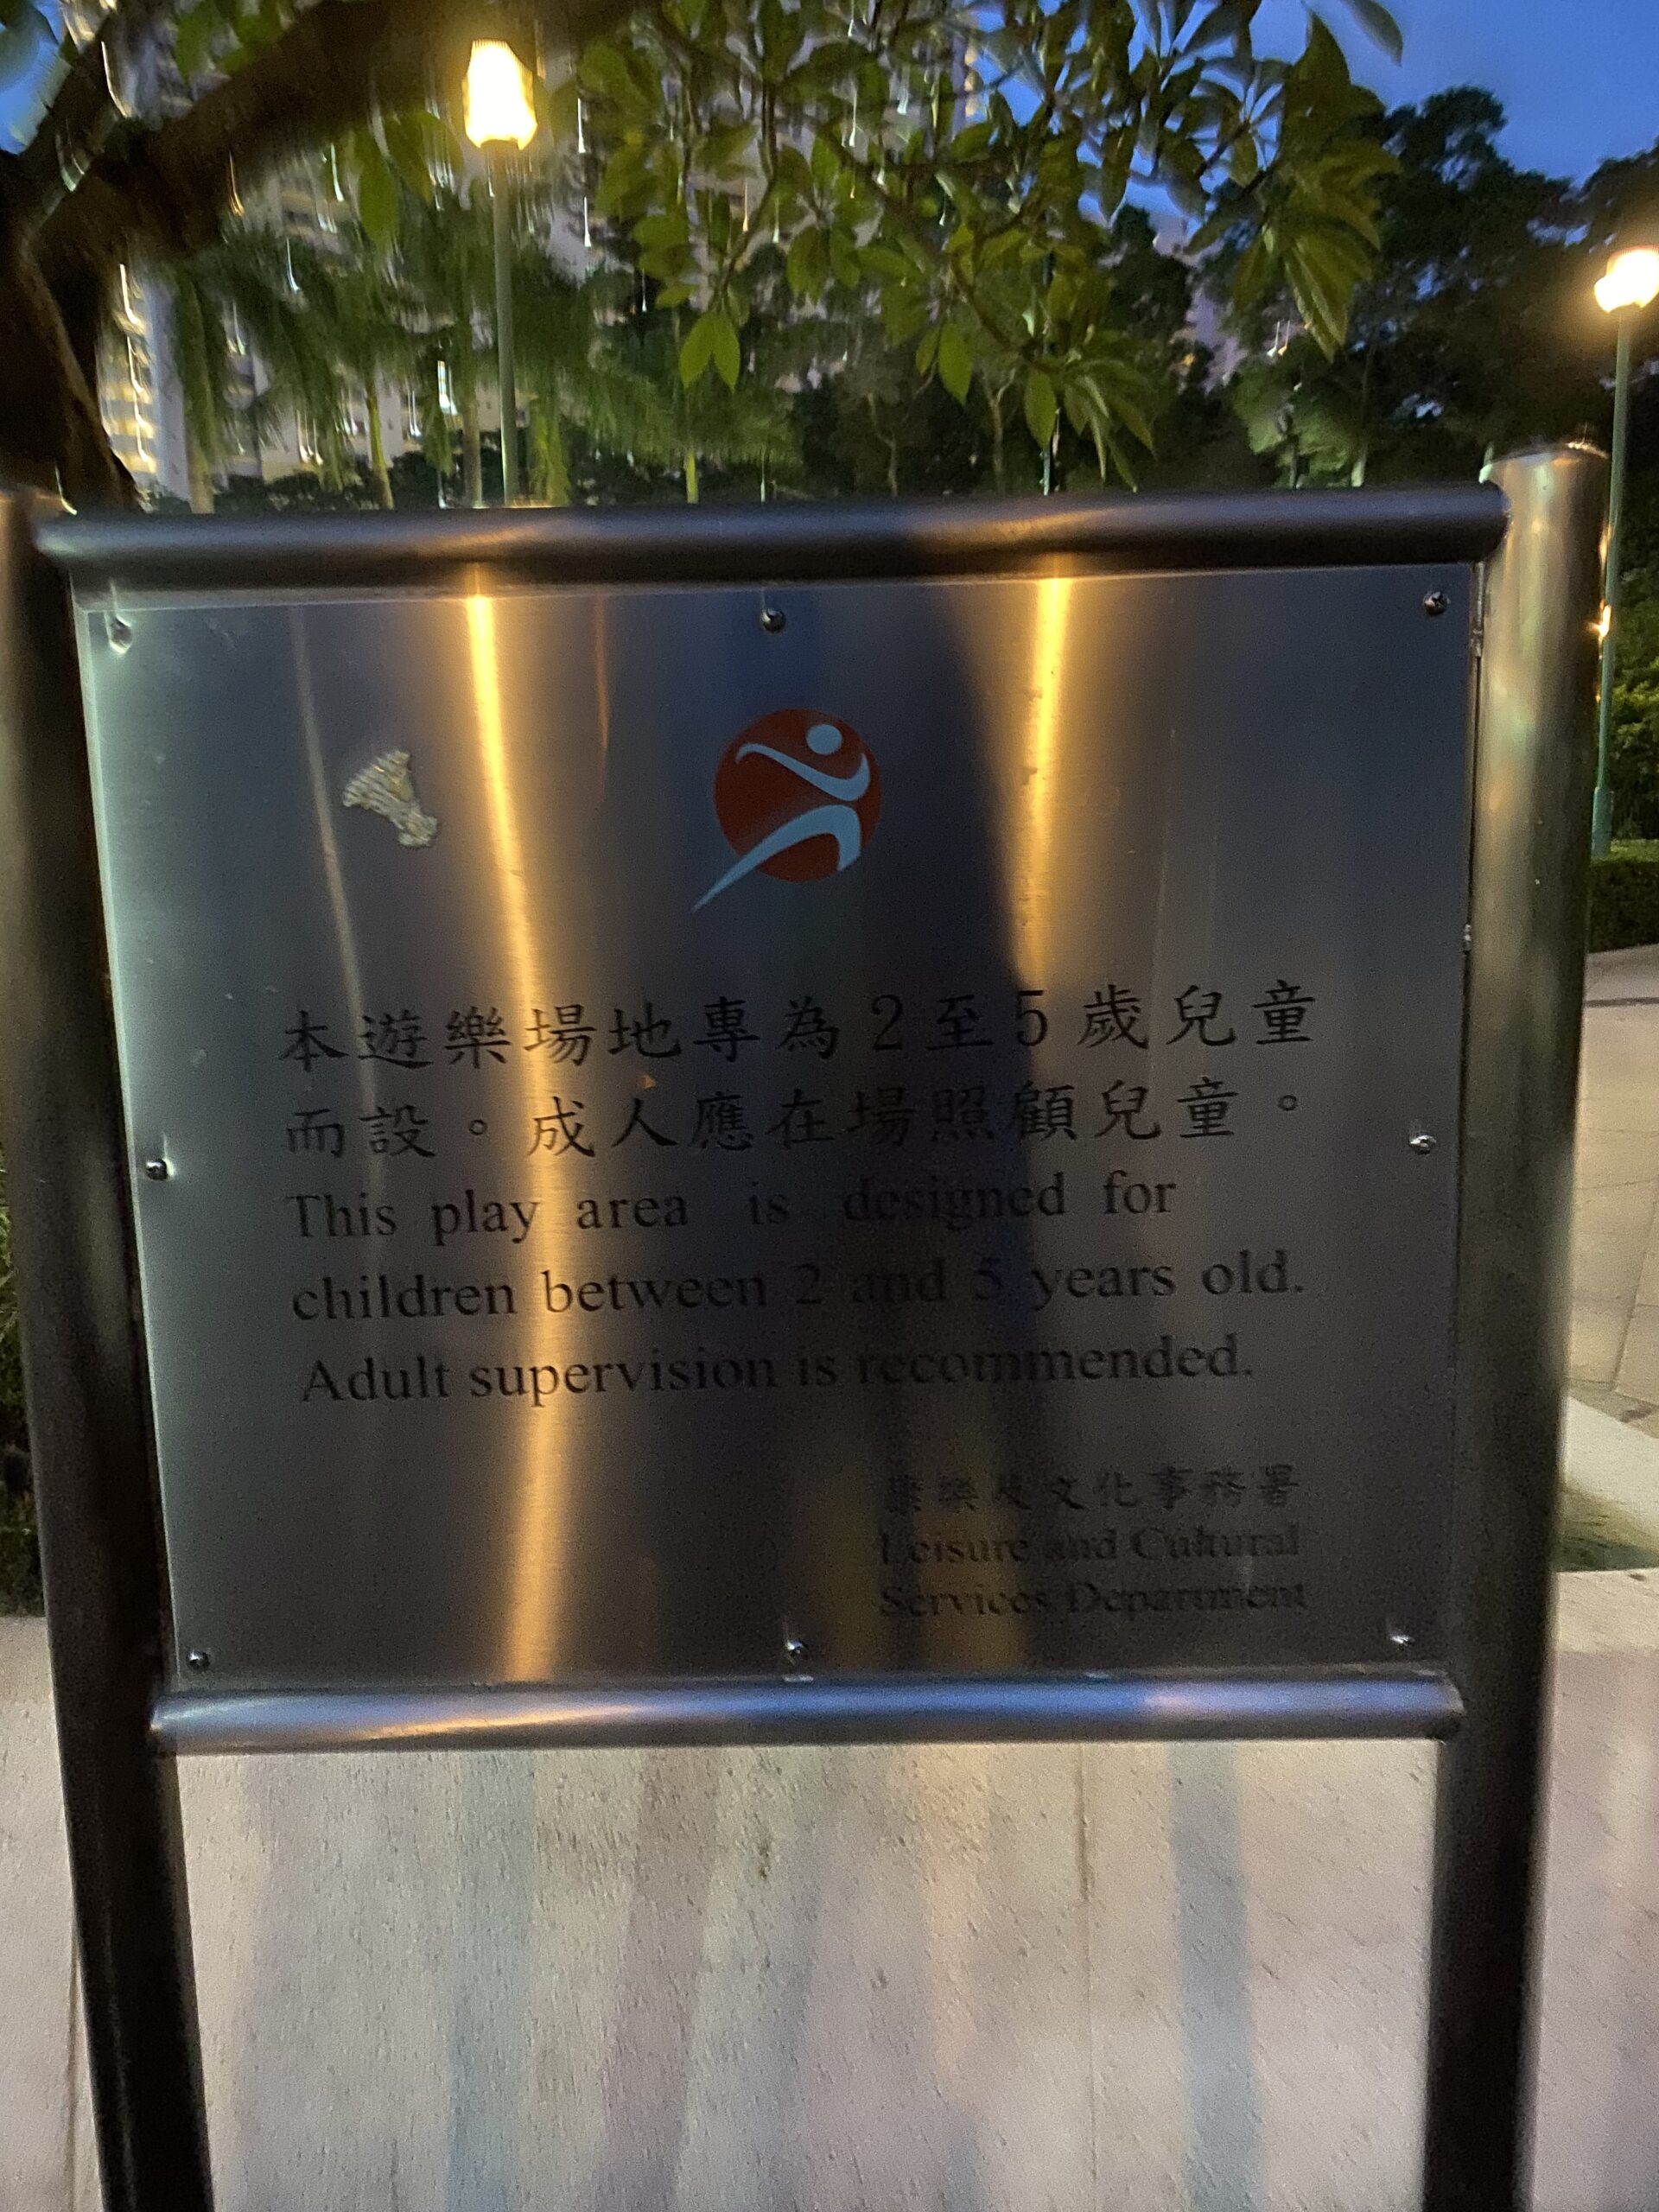 本遊樂場地專為2至5歲兒童
而設。成人應在場照顧兒童。
This play area is designed for
children between 2 and 5 years old.
Adult supervision is recommended.
康樂及文化事務署
Leisure and Cultural
Services Department